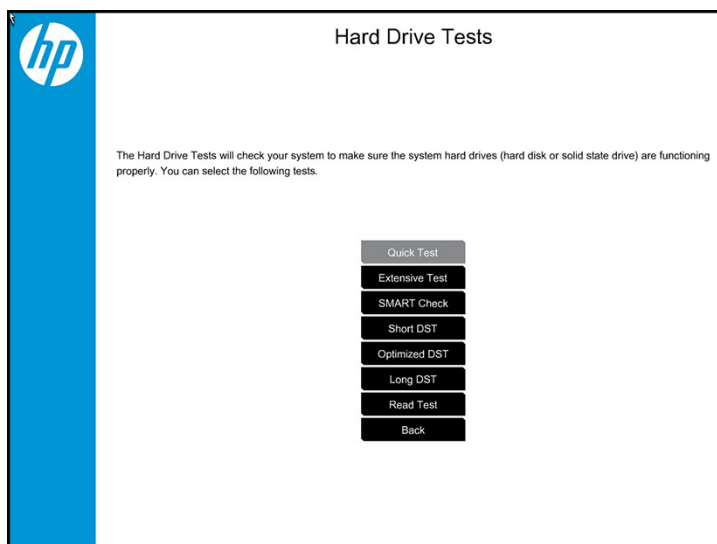 hp
Hard Drive Tests
The Hard Drive Tests will check your system to make sure the system hard drives (hard disk or solid state drive) are functioning
properly. You can select the following tests.
Quick Test
Extensive Test
SMART Check
Short DST
Optimized DST
Long DST
Read Test
Back